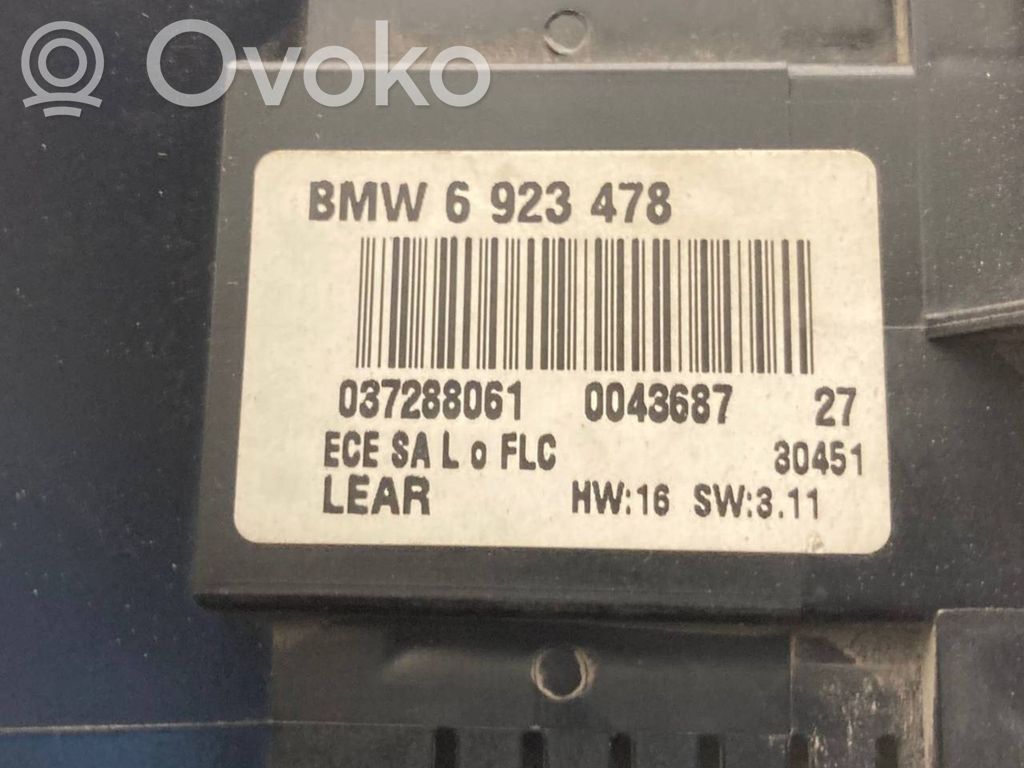 Ovoko
BMW 6 923 478
037288061 0043687 27
ECE SA L o FLC 30451
LEAR HW:16 SW:3.11